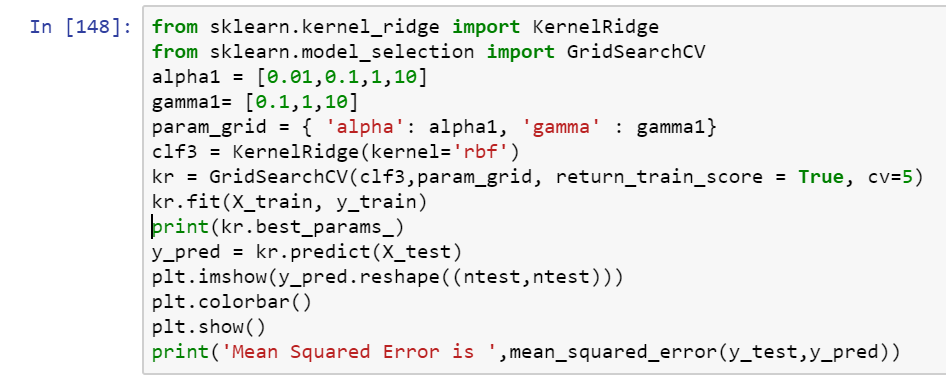 In [148]:
from sklearn.kernel_ridge import KernelRidge
from sklearn.model_selection import GridSearchCV
alpha1 = [0.01,0.1,1,10]
gamma1= [0.1,1,10]
param_grid = { 'alpha': alpha1, 'gamma' : gamma1}
clf3 = KernelRidge(kernel='rbf')
kr = GridSearchCV(clf3,param_grid, return_train_score = True, cv=5)
kr.fit(X_train, y_train)
print(kr.best_params_)
y_pred = kr.predict(X_test)
plt.imshow(y_pred.reshape((ntest,ntest)))
plt.colorbar()
plt.show()
print('Mean Squared Error is ',mean_squared_error(y_test,y_pred))